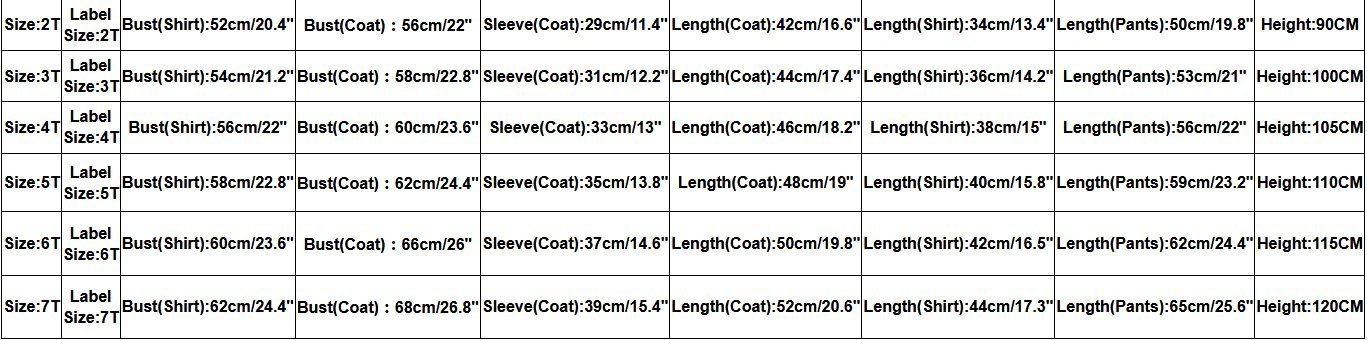 Size:2T Label Size:2T Bust(Shirt):52cm/20.4" Bust(Coat) : 56cm/22" Sleeve(Coat):29cm/11.4" Length(Coat):42cm/16.6" Length(Shirt):34cm/13.4" Length(Pants):50cm/19.8" Height:90CM
Size:3T Label Size:3T Bust(Shirt):54cm/21.2" Bust(Coat) : 58cm/22.8" Sleeve(Coat):31cm/12.2" Length(Coat):44cm/17.4" Length(Shirt):36cm/14.2" Length(Pants):53cm/21" Height:100CM
Size:4T Label Size:4T Bust(Shirt):56cm/22" Bust(Coat) : 60cm/23.6" Sleeve(Coat):33cm/13" Length(Coat):46cm/18.2" Length(Shirt):38cm/15" Length(Pants):56cm/22" Height:105CM
Size:5T Label Size:5T Bust(Shirt):58cm/22.8" Bust(Coat) : 62cm/24.4" Sleeve(Coat):35cm/13.8" Length(Coat):48cm/19" Length(Shirt):40cm/15.8" Length(Pants):59cm/23.2" Height:110CM
Size:6T Label Size:6T Bust(Shirt):60cm/23.6" Bust(Coat) : 66cm/26" Sleeve(Coat):37cm/14.6" Length(Coat):50cm/19.8" Length(Shirt):42cm/16.5" Length(Pants):62cm/24.4" Height:115CM
Size:7T Label Size:7T Bust(Shirt):62cm/24.4" Bust(Coat) : 68cm/26.8" Sleeve(Coat):39cm/15.4" Length(Coat):52cm/20.6" Length(Shirt):44cm/17.3" Length(Pants):65cm/25.6" Height:120CM